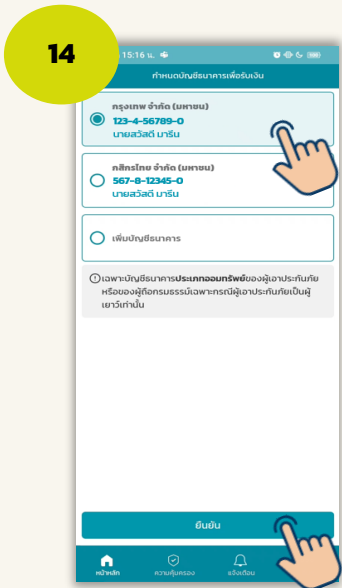 14
15:16 น.
กำหนดบัญชีธนาคารเพื่อรับเงิน
กรุงเทพ จำกัด (มหาชน)
123-4-56789-0
นายสวัสดี มารีน
กสิกรไทย จำกัด (มหาชน)
567-8-12345-0
นายสวัสดี มารีน
เพิ่มบัญชีธนาคาร
เฉพาะบัญชีธนาคารประเภทออมทรัพย์ของผู้เอาประกันภัย
หรือของผู้ถือกรมธรรม์เฉพาะกรณีผู้เอาประกันภัยเป็นผู้
เยาว์เท่านั้น
ยืนยัน
หน้าหลัก ความคุ้มครอง แจ้งเตือน